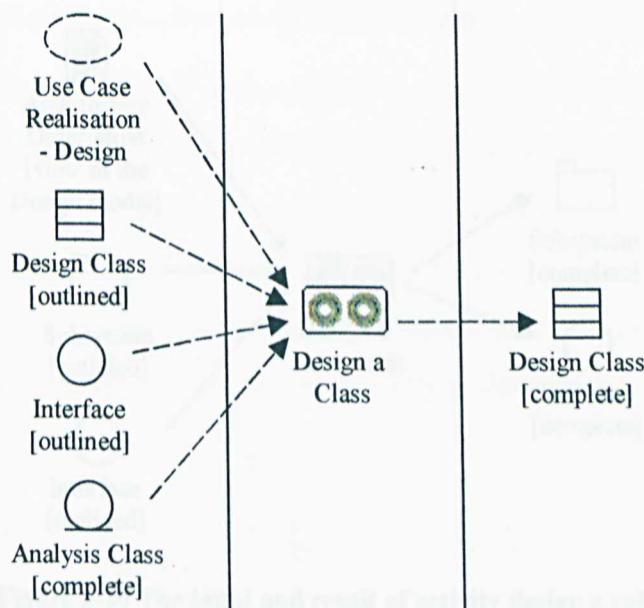 Use Case
Realisation
- Design
Design Class
[outlined]
Interface
[outlined]
Analysis Class
[complete]
Design a
Class
Design Class
[complete]